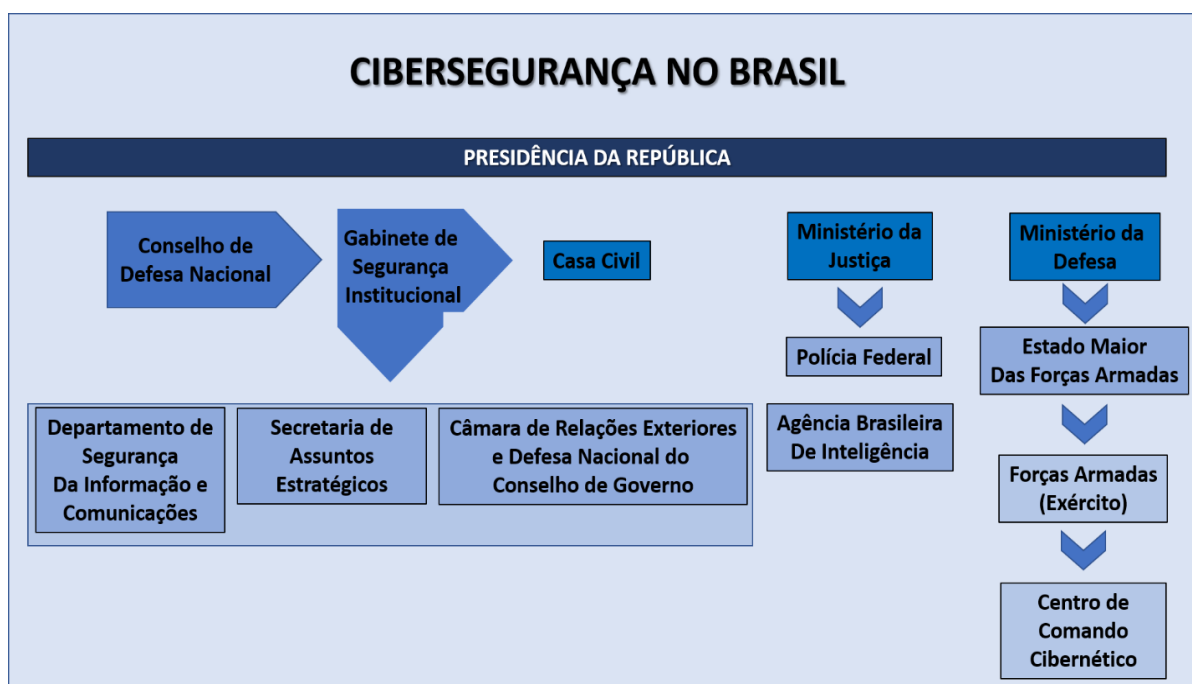 CIBERSEGURANÇA NO BRASIL
PRESIDÊNCIA DA REPÚBLICA
Conselho de
Defesa Nacional
Gabinete de
Segurança
Institucional
Casa Civil
Ministério da
Justiça
Ministério da
Defesa
Polícia Federal
Estado Maior
Das Forças Armadas
Departamento de
Segurança
Da Informação e
Comunicações
Secretaria de
Assuntos
Estratégicos
Câmara de Relações Exteriores
e Defesa Nacional do
Conselho de Governo
Agência Brasileira
De Inteligência
Forças Armadas
(Exército)
Centro de
Comando
Cibernético